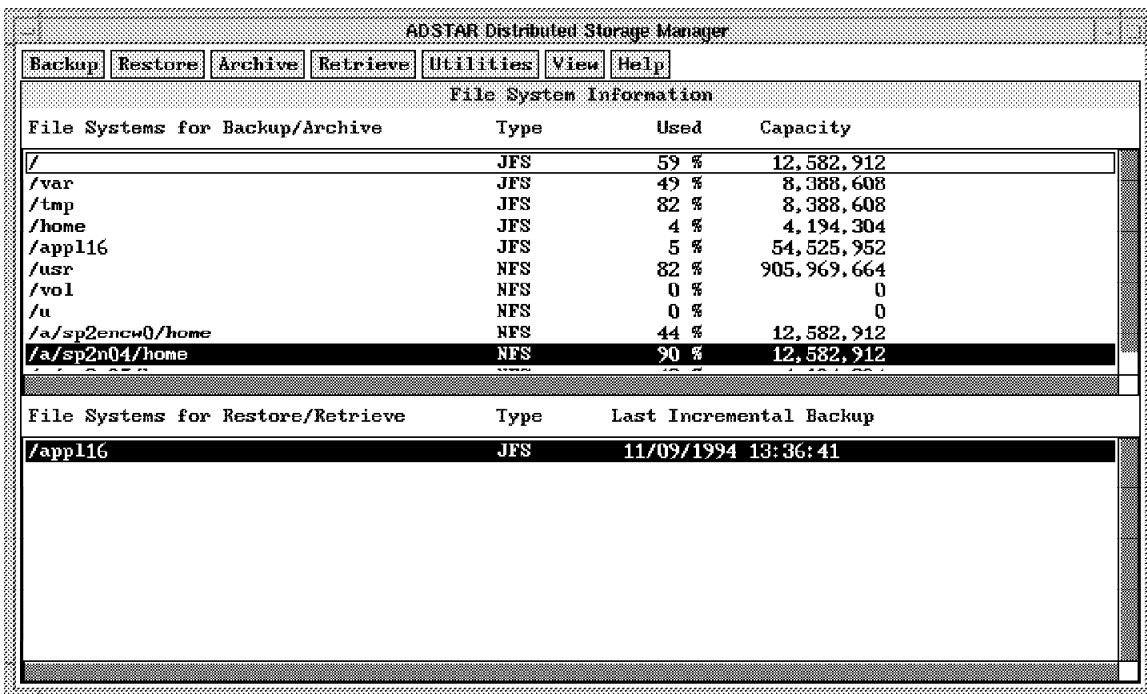 ADSTAR Distributed Storage Manager
Backup Restore Archive Retrieve Utilities View Help
File System Information
File Systems for Backup/Archive Type Used Capacity
/ JFS 59 % 12,582,912
/var JFS 49 % 8,388,608
/tmp JFS 82 % 8,388,608
/home JFS 4 % 4,194,304
/appl16 JFS 5 % 54,525,952
/usr NFS 82 % 905,969,664
/vol NFS 0 % 0
/u NFS 0 % 0
/a/sp2encw0/home NFS 44 % 12,582,912
/a/sp2n04/home NFS 90 % 12,582,912
File Systems for Restore/Retrieve Type Last Incremental Backup
/appl16 JFS 11/09/1994 13:36:41